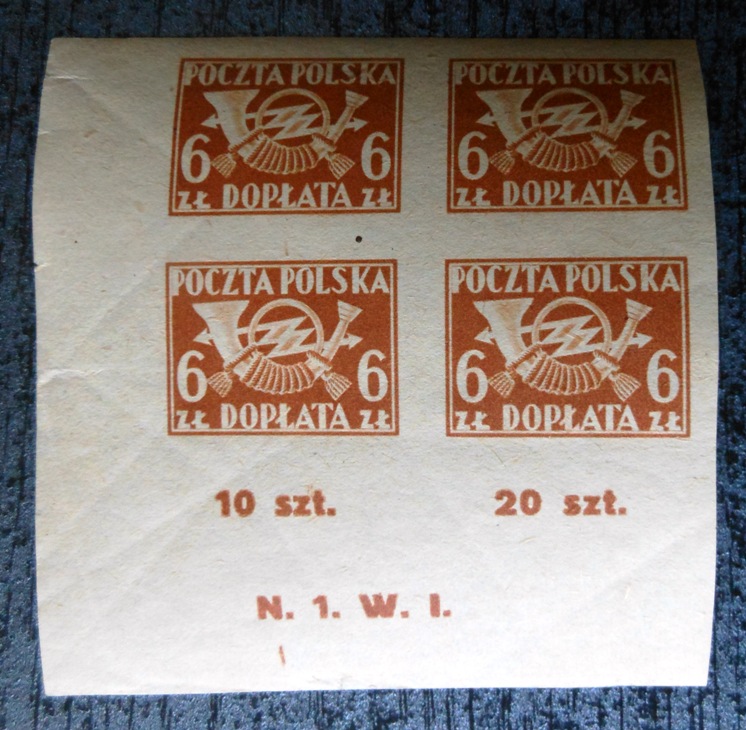 POCZTA POLSKA
6 6
ZŁ DOPŁATA ZŁ
POCZTA POLSKA
6 6
ZŁ DOPŁATA ZŁ
POCZTA POLSKA
6 6
ZŁ DOPŁATA ZŁ
POCZTA POLSKA
6 6
ZŁ DOPŁATA ZŁ
10 szt.
20 szt.
N. 1. W. I.